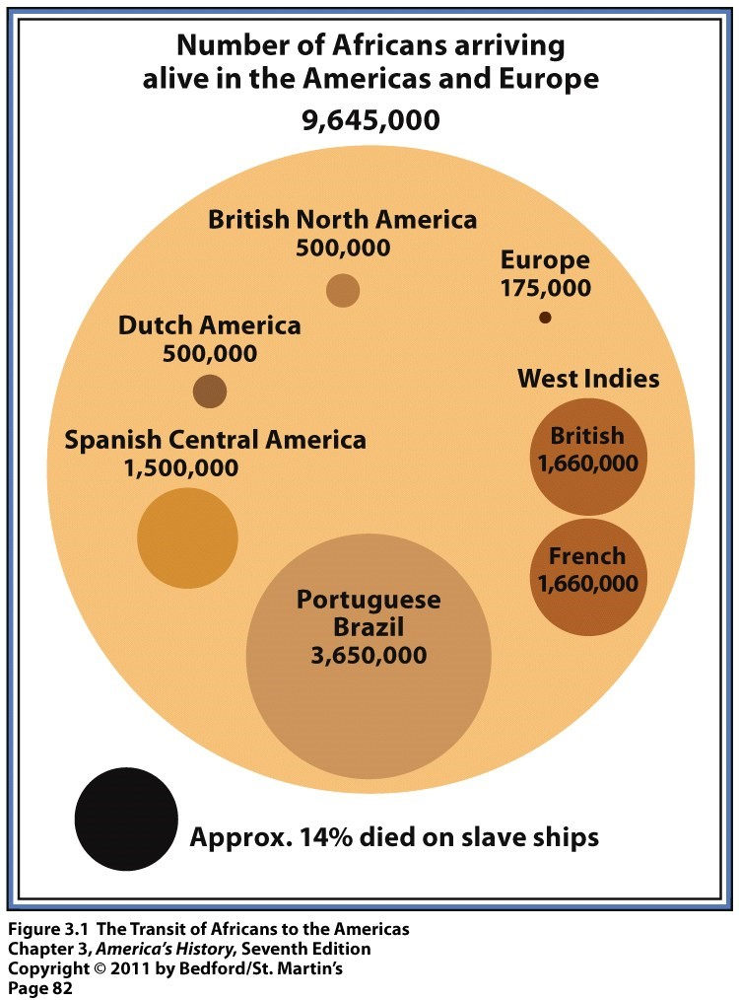 Number of Africans arriving
alive in the Americas and Europe
9,645,000
British North America
500,000
Europe
175,000
Dutch America
500,000
West Indies
British
1,660,000
Spanish Central America
1,500,000
French
1,660,000
Portuguese
Brazil
3,650,000
Approx. 14% died on slave ships
Figure 3.1 The Transit of Africans to the Americas
Chapter 3, America's History, Seventh Edition
Copyright © 2011 by Bedford/St. Martin's
Page 82